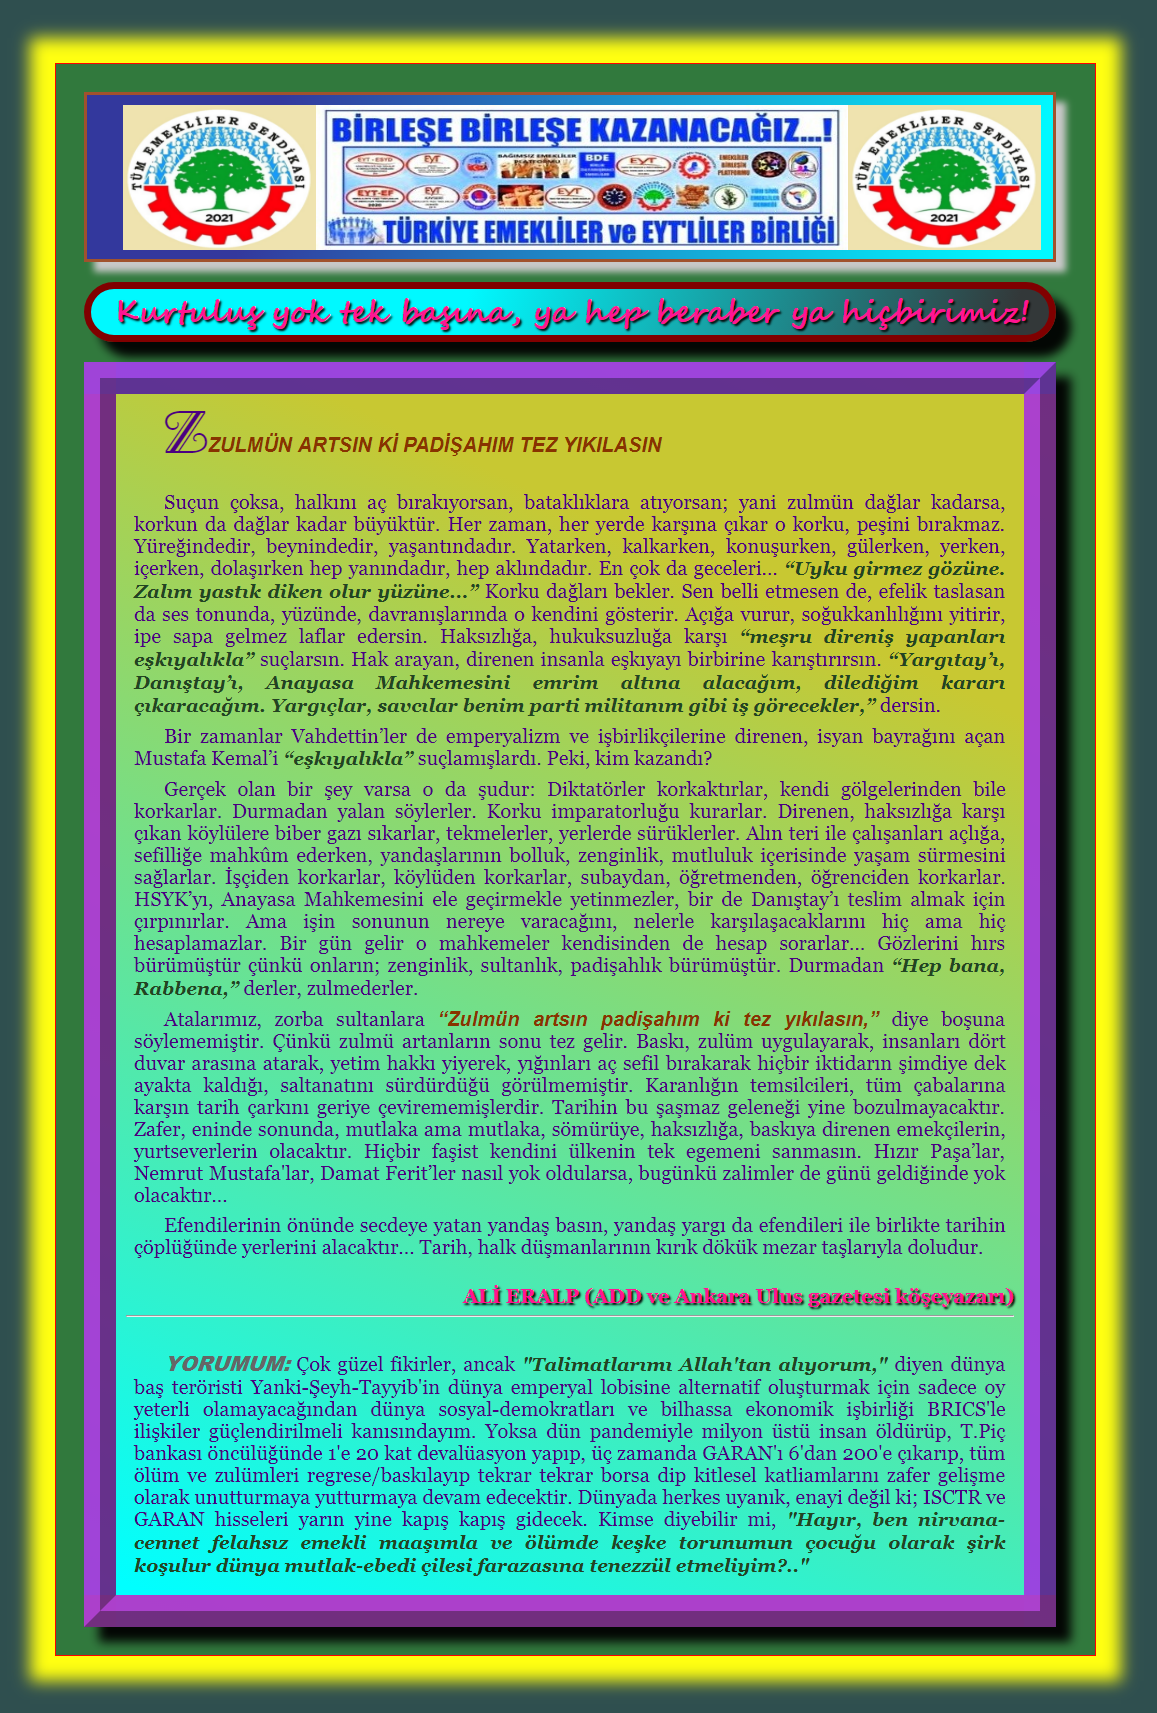 TÜM EMEKLİLER SENDİKASI
2021
BİRLEŞE BİRLEŞE KAZANACAĞIZ...!
EYT - ESYD
EYT
BAĞIMSIZ EMEKLİLER PLATFORMU
BDE
EYT
EMEKLİLER BİRLEŞİK PLATFORMU
EYT-EF
EYT
EYT
TÜRKİYE EMEKLİLER ve EYT'LİLER BİRLİĞİ
TÜM EMEKLİLER SENDİKASI
2021
Kurtuluş yok tek başına, ya hep beraber ya hiçbirimiz!
ZZULMÜN ARTSIN Kİ PADİŞAHIM TEZ YIKILASIN
Suçun çoksa, halkını aç bırakıyorsan, bataklıklara atıyorsan; yani zulmün dağlar kadarsa,
korkun da dağlar kadar büyüktür. Her zaman, her yerde karşına çıkar o korku, peşini bırakmaz.
Yüreğindedir, beynindedir, yaşantındadır. Yatarken, kalkarken, konuşurken, gülerken, yerken,
içerken, dolaşırken hep yanındadır, hep aklındadır. En çok da geceleri... “Uyku girmez gözüne.
Zalım yastık diken olur yüzüne...” Korku dağları bekler. Sen belli etmesen de, efelik taslasan
da ses tonunda, yüzünde, davranışlarında o kendini gösterir. Açığa vurur, soğukkanlılığını yitirir,
ipe sapa gelmez laflar edersin. Haksızlığa, hukuksuzluğa karşı “meşru direniş yapanları
eşkıyalıkla” suçlarsın. Hak arayan, direnen insanla eşkıyayı birbirine karıştırırsın. “Yargıtay’ı,
Danıştay’ı, Anayasa Mahkemesini emrim altına alacağım, dilediğim kararı
çıkaracağım. Yargıçlar, savcılar benim parti militanım gibi iş görecekler,” dersin.
Bir zamanlar Vahdettin’ler de emperyalizm ve işbirlikçilerine direnen, isyan bayrağını açan
Mustafa Kemal’i “eşkıyalıkla” suçlamışlardı. Peki, kim kazandı?
Gerçek olan bir şey varsa o da şudur: Diktatörler korkaktırlar, kendi gölgelerinden bile
korkarlar. Durmadan yalan söylerler. Korku imparatorluğu kurarlar. Direnen, haksızlığa karşı
çıkan köylülere biber gazı sıkarlar, tekmelerler, yerlerde sürüklerler. Alın teri ile çalışanları açlığa,
sefilliğe mahkûm ederken, yandaşlarının bolluk, zenginlik, mutluluk içerisinde yaşam sürmesini
sağlarlar. İşçiden korkarlar, köylüden korkarlar, subaydan, öğretmenden, öğrenciden korkarlar.
HSYK’yı, Anayasa Mahkemesini ele geçirmekle yetinmezler, bir de Danıştay’ı teslim almak için
çırpınırlar. Ama işin sonunun nereye varacağını, nelerle karşılaşacaklarını hiç ama hiç
hesaplamazlar. Bir gün gelir o mahkemeler kendisinden de hesap sorarlar... Gözlerini hırs
bürümüştür çünkü onların; zenginlik, sultanlık, padişahlık bürümüştür. Durmadan “Hep bana,
Rabbena,” derler, zulmederler.
Atalarımız, zorba sultanlara “Zulmün artsın padişahım ki tez yıkılasın,” diye boşuna
söylememiştir. Çünkü zulmü artanların sonu tez gelir. Baskı, zulüm uygulayarak, insanları dört
duvar arasına atarak, yetim hakkı yiyerek, yığınları aç sefil bırakarak hiçbir iktidarın şimdiye dek
ayakta kaldığı, saltanatını sürdürdüğü görülmemiştir. Karanlığın temsilcileri, tüm çabalarına
karşın tarih çarkını geriye çevirememişlerdir. Tarihin bu şaşmaz geleneği yine bozulmayacaktır.
Zafer, eninde sonunda, mutlaka ama mutlaka, sömürüye, haksızlığa, baskıya direnen emekçilerin,
yurtseverlerin olacaktır. Hiçbir faşist kendini ülkenin tek egemeni sanmasın. Hızır Paşa’lar,
Nemrut Mustafa'lar, Damat Ferit’ler nasıl yok oldularsa, bugünkü zalimler de günü geldiğinde yok
olacaktır...
Efendilerinin önünde secdeye yatan yandaş basın, yandaş yargı da efendileri ile birlikte tarihin
çöplüğünde yerlerini alacaktır... Tarih, halk düşmanlarının kırık dökük mezar taşlarıyla doludur.
ALİ ERALP (ADD ve Ankara Ulus gazetesi köşeyazarı)
YORUMUM: Çok güzel fikirler, ancak "Talimatlarımı Allah'tan alıyorum," diyen dünya
baş teröristi Yanki-Şeyh-Tayyib'in dünya emperyal lobisine alternatif oluşturmak için sadece oy
yeterli olamayacağından dünya sosyal-demokratları ve bilhassa ekonomik işbirliği BRICS'le
ilişkiler güçlendirilmeli kanısındayım. Yoksa dün pandemiyle milyon üstü insan öldürüp, T.Piç
bankası öncülüğünde 1'e 20 kat devalüasyon yapıp, üç zamanda GARAN'ı 6'dan 200'e çıkarıp, tüm
ölüm ve zulümleri regrese/baskılayıp tekrar tekrar borsa dip kitlesel katliamlarını zafer gelişme
olarak unutturmaya yutturmaya devam edecektir. Dünyada herkes uyanık, enayi değil ki; ISCTR ve
GARAN hisseleri yarın yine kapış kapış gidecek. Kimse diyebilir mi, "Hayır, ben nirvana-
cennet felahsız emekli maaşımla ve ölümde keşke torunumun çocuğu olarak şirk
koşulur dünya mutlak-ebedi çilesi farazasına tenezzül etmeliyim?.."